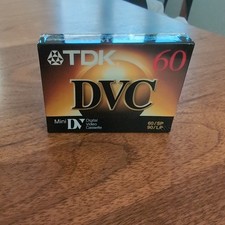 TDK 60
DVC
Mini DV Digital
Video
Cassette
60/SP
90/LP